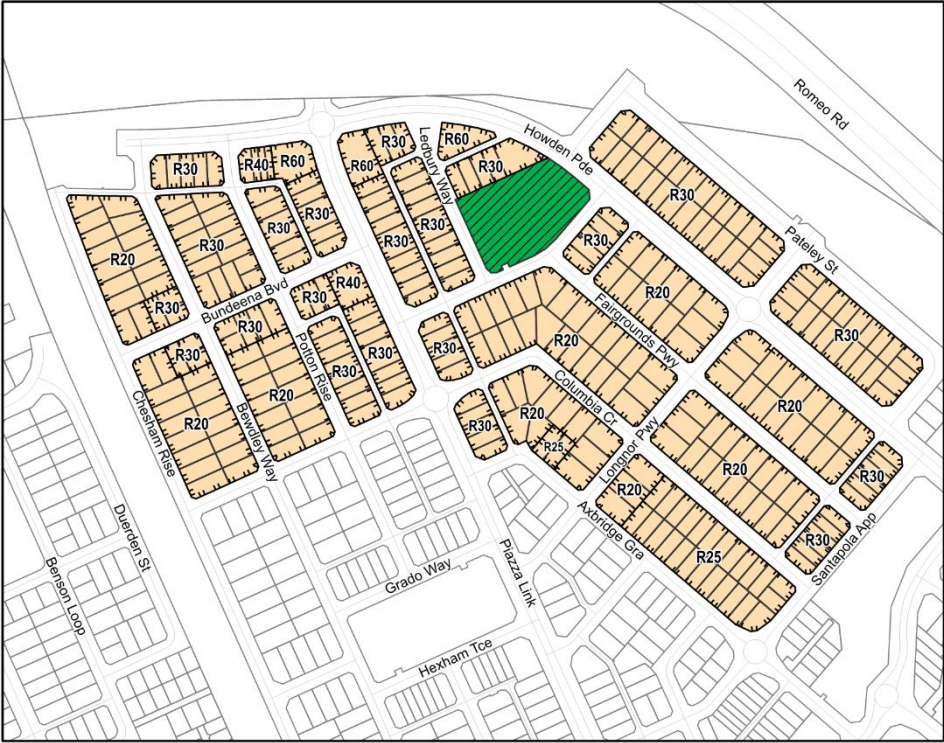 Romeo Rd
R30
R60
Howden Pde
Ledbury Way
R30
R40
R60
R60
R30
R30
R30
Pateley St
R30
R30
R30
R30
R30
R30
R20
R20
Bundeena Blvd
R30
R30
R40
R30
R30
R20
Fairgrounds Pwy
R30
R30
R30
R30
R30
Potton Rise
R20
Columbia Cr
R20
R20
Chesham Rise
Bewdley Way
R20
R30
R20
R25
Longnor Pwy
R20
R30
R20
R25
Axbridge Gra
R30
Santapola App
Duerden St
Benson Loop
Piazza Link
Grado Way
Hexham Tce